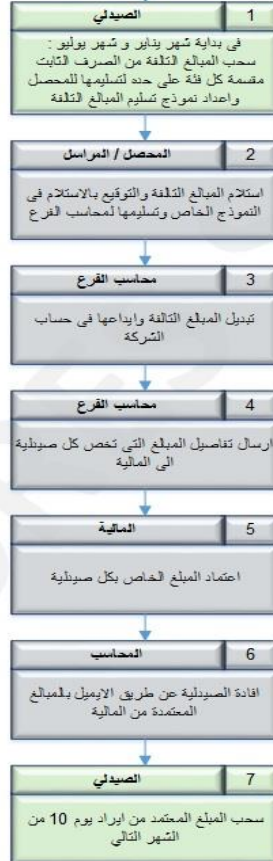 1 الصيدلي
فى بداية شهر يناير و شهر يوليو :
سحب المبالغ التالفة من الصرف الثابت
مقسمة كل فئة على حده لتسليمها للمحصل
واعداد نموذج تسليم المبالغ التالفة
2 المحصل / المراسل
استلام المبالغ التالفة والتوقيع بالاستلام فى
النموذج الخاص وتسليمها لمحاسب الفرع
3 محاسب الفرع
تبديل المبالغ التالفة وايداعها فى حساب
الشركة
4 محاسب الفرع
ارسال تفاصيل المبالغ التى تخص كل صيدلية
الى المالية
5 المالية
اعتماد المبلغ الخاص بكل صيدلية
6 المحاسب
افادة الصيدلية عن طريق الايميل بالمبالغ
المعتمدة من المالية
7 الصيدلي
سحب المبلغ المعتمد من ايراد يوم 10 من
الشهر التالي